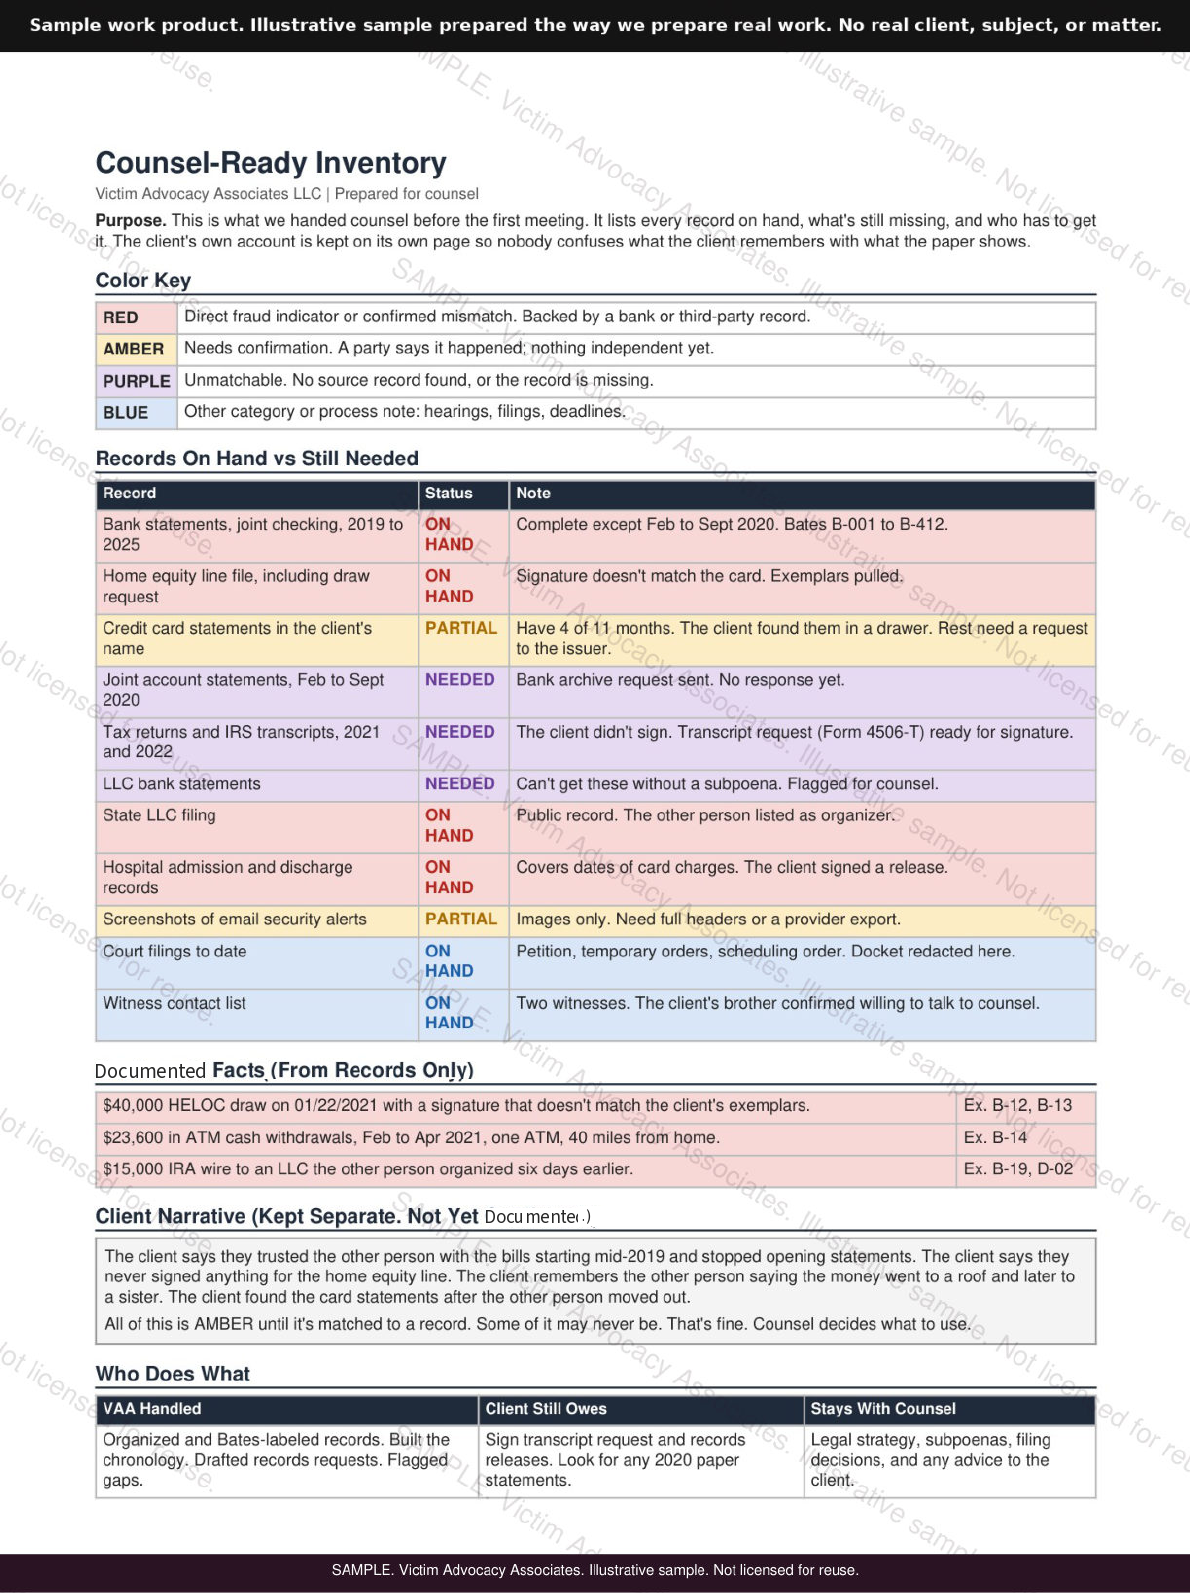 Sample work product. Illustrative sample prepared the way we prepare real work. No real client, subject, or matter.
Counsel-Ready Inventory
Victim Advocacy Associates LLC | Prepared for counsel
Purpose. This is what we handed counsel before the first meeting. It lists every record on hand, what's still missing, and who has to get
it. The client's own account is kept on its own page so nobody confuses what the client remembers with what the paper shows.
Color Key
RED Direct fraud indicator or confirmed mismatch. Backed by a bank or third-party record.
AMBER Needs confirmation. A party says it happened; nothing independent yet.
PURPLE Unmatchable. No source record found, or the record is missing.
BLUE Other category or process note: hearings, filings, deadlines.
Records On Hand vs Still Needed
Record Status Note
Bank statements, joint checking, 2019 to ON Complete except Feb to Sept 2020. Bates B-001 to B-412.
2025 HAND
Home equity line file, including draw ON Signature doesn't match the card. Exemplars pulled.
request HAND
Credit card statements in the client's PARTIAL Have 4 of 11 months. The client found them in a drawer. Rest need a request
name to the issuer.
Joint account statements, Feb to Sept NEEDED Bank archive request sent. No response yet.
2020
Tax returns and IRS transcripts, 2021 NEEDED The client didn't sign. Transcript request (Form 4506-T) ready for signature.
and 2022
LLC bank statements NEEDED Can't get these without a subpoena. Flagged for counsel.
State LLC filing ON Public record. The other person listed as organizer.
HAND
Hospital admission and discharge ON Covers dates of card charges. The client signed a release.
records HAND
Screenshots of email security alerts PARTIAL Images only. Need full headers or a provider export.
Court filings to date ON Petition, temporary orders, scheduling order. Docket redacted here.
HAND
Witness contact list ON Two witnesses. The client's brother confirmed willing to talk to counsel.
HAND
Documented Facts (From Records Only)
$40,000 HELOC draw on 01/22/2021 with a signature that doesn't match the client's exemplars. Ex. B-12, B-13
$23,600 in ATM cash withdrawals, Feb to Apr 2021, one ATM, 40 miles from home. Ex. B-14
$15,000 IRA wire to an LLC the other person organized six days earlier. Ex. B-19, D-02
Client Narrative (Kept Separate. Not Yet
The client says they trusted the other person with the bills starting mid-2019 and stopped opening statements. The client says they
never signed anything for the home equity line. The client remembers the other person saying the money went to a roof and later to
a sister. The client found the card statements after the other person moved out.
All of this is AMBER until it's matched to a record. Some of it may never be. That's fine. Counsel decides what to use.
Who Does What
VAA Handled Client Still Owes Stays With Counsel
Organized and Bates-labeled records. Built the Sign transcript request and records Legal strategy, subpoenas, filing
chronology. Drafted records requests. Flagged releases. Look for any 2020 paper decisions, and any advice to the
gaps. statements. client.
SAMPLE. Victim Advocacy Associates. Illustrative sample. Not licensed for reuse.